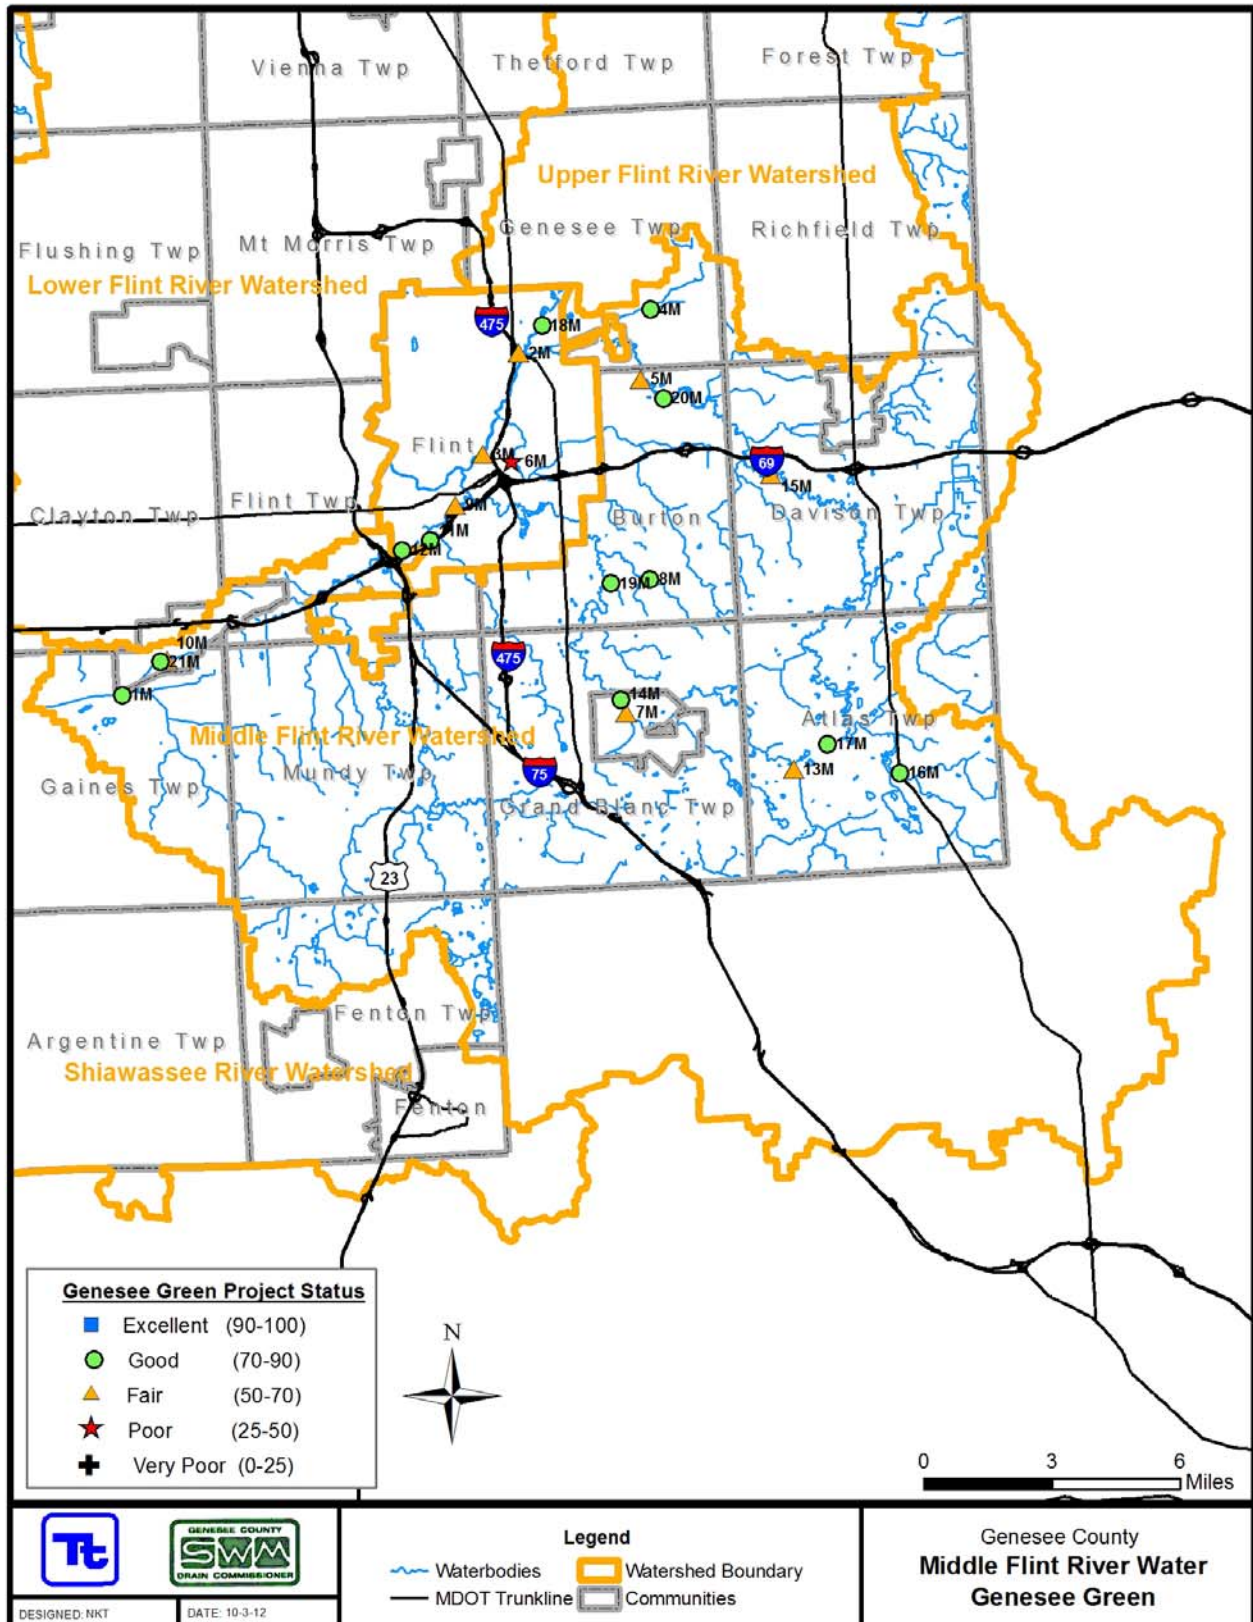 Vienna Twp
Thetford Twp
Forest Twp
Upper Flint River Watershed
Flushing Twp
Mt Morris Twp
Genesee Twp
Richfield Twp
Lower Flint River Watershed
475
18M
4M
2M
5M
20M
Flint
3M
6M
69
15M
Clayton Twp
Flint Twp
9M
Burton
Davison Twp
12M
19M
8M
10M
21M
475
1M
14M
7M
Atlas Twp
Middle Flint River Watershed
17M
Gaines Twp
Mundy Twp
75
13M
16M
Grand Blanc Twp
23
Argentine Twp
Fenton Twp
Shiawassee River Watershed
Fenton
Genesee Green Project Status
Excellent (90-100)
Good (70-90)
Fair (50-70)
Poor (25-50)
Very Poor (0-25)
N
0 3 6
Miles
Tt
GENESEE COUNTY
SWM
DRAIN COMMISSIONER
DESIGNED: NKT
DATE: 10-3-12
Legend
Waterbodies
Watershed Boundary
MDOT Trunkline
Communities
Genesee County
Middle Flint River Water
Genesee Green